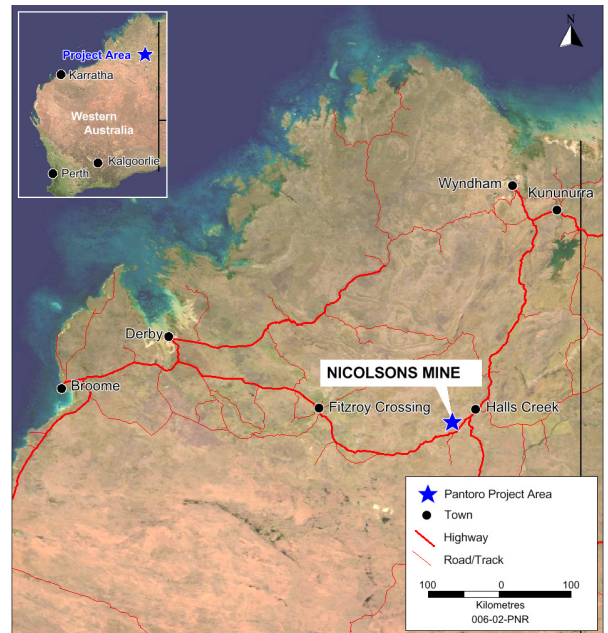 Project Area
Karratha
Western
Australia
Kalgoorlie
Perth
N
Wyndham
Kununurra
Derby
NICOLSONS MINE
Broome
Fitzroy Crossing
Halls Creek
Pantoro Project Area
Town
Highway
Road/Track
100 0 100
Kilometres
006-02-PNR